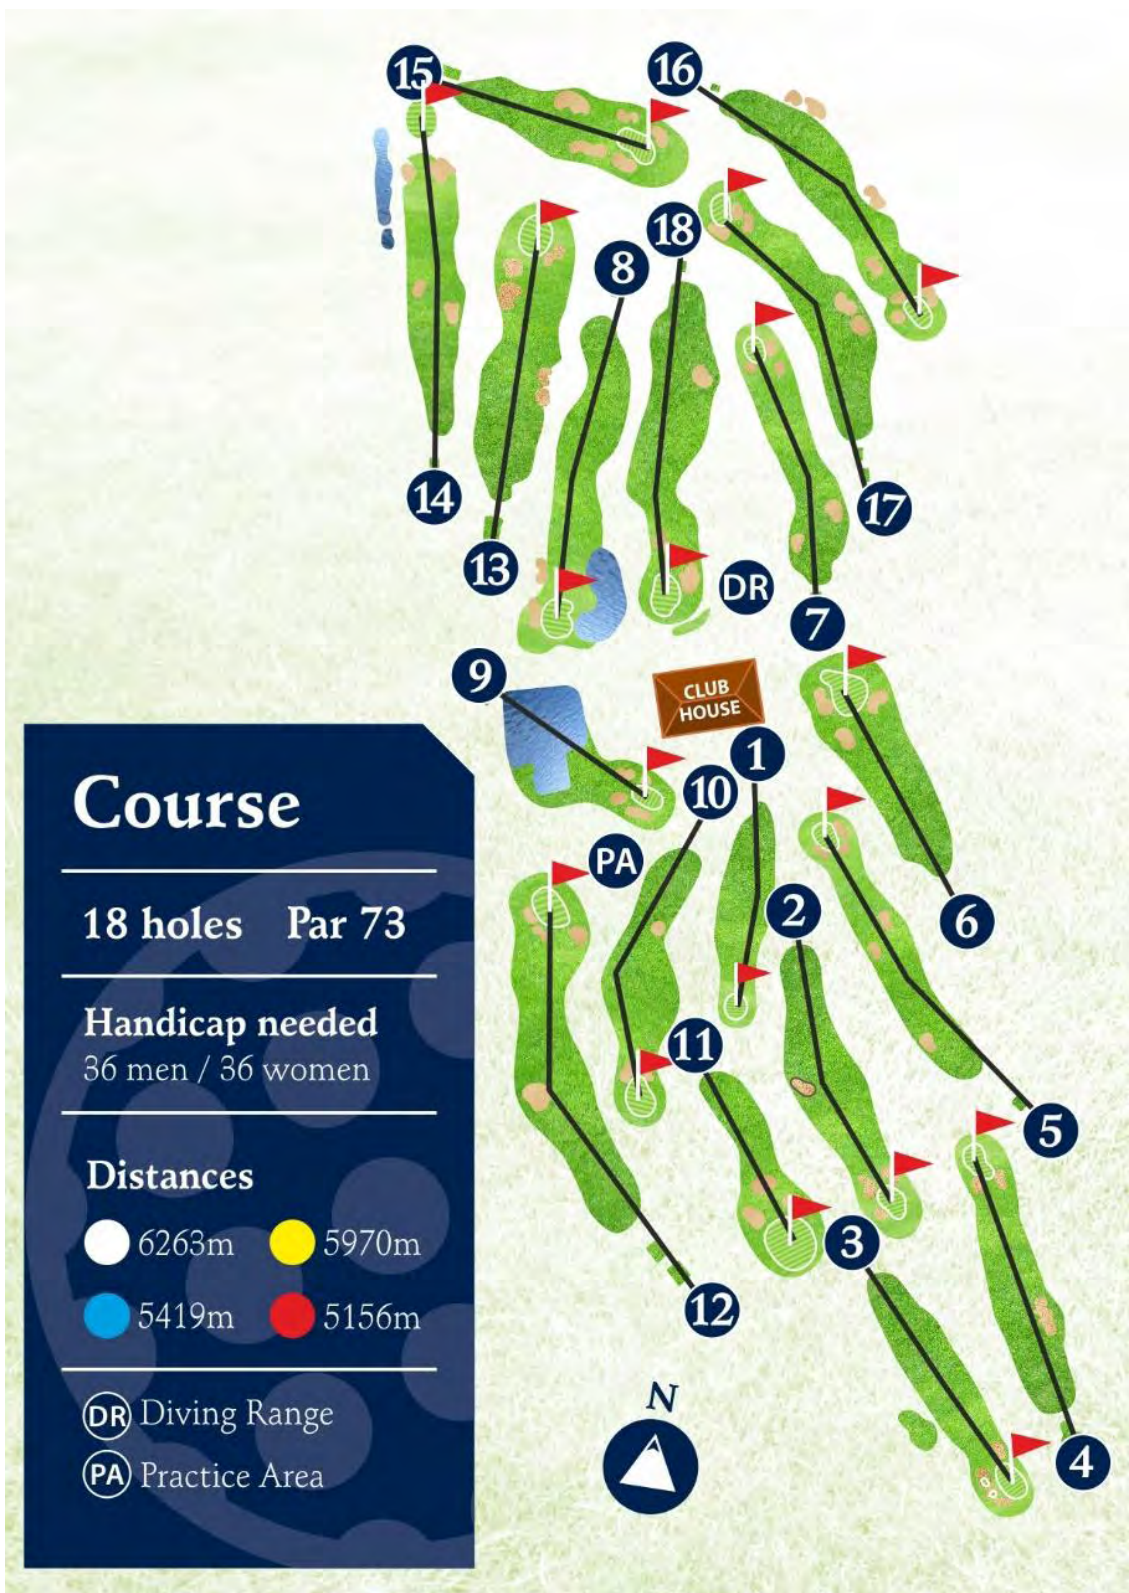 15
16
18
8
14
17
13
DR
7
9
CLUB
HOUSE
1
10
PA
2
6
11
5
3
12
4
N
Course
18 holes Par 73
Handicap needed
36 men / 36 women
Distances
6263m 5970m
5419m 5156m
DR Diving Range
PA Practice Area